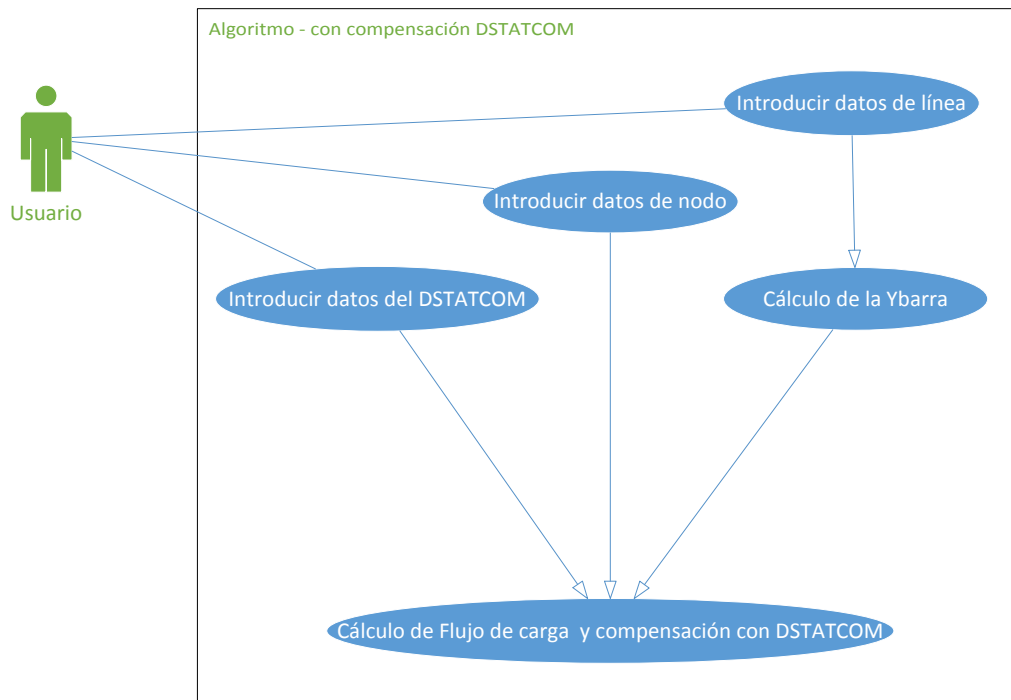 Algoritmo - con compensación DSTATCOM
Introducir datos de línea
Usuario
Introducir datos de nodo
Introducir datos del DSTATCOM
Cálculo de la Ybarra
Cálculo de Flujo de carga y compensación con DSTATCOM